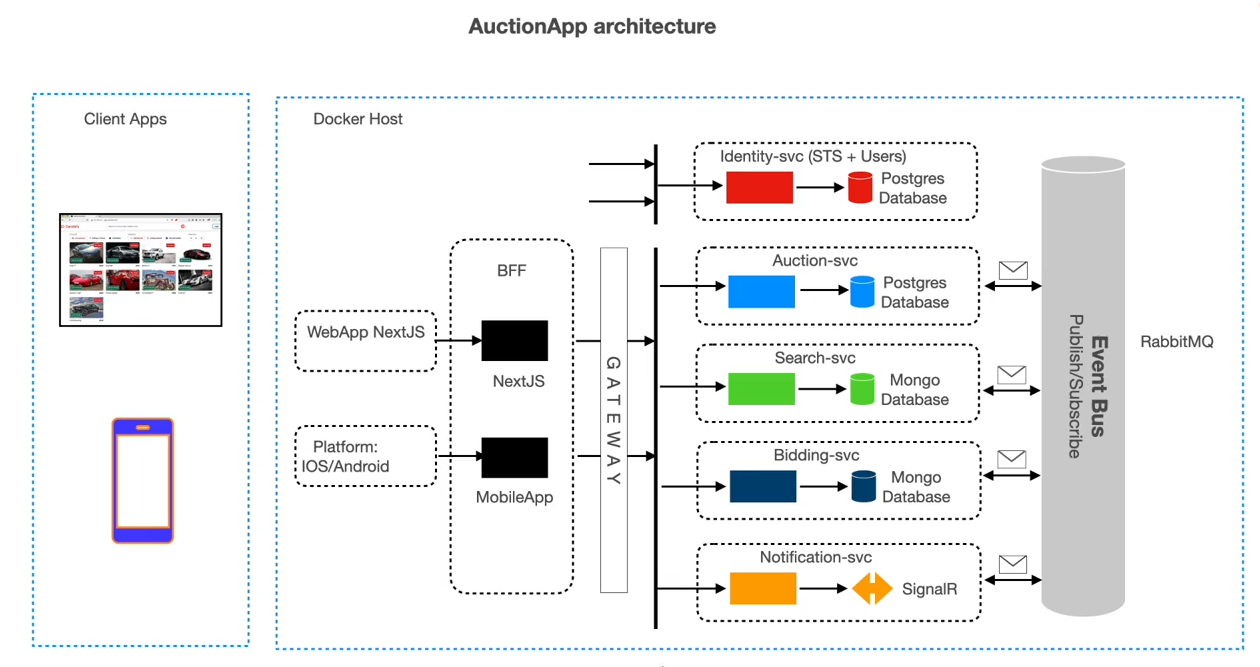 AuctionApp architecture
Client Apps
Docker Host
Identity-svc (STS + Users)
Postgres
Database
BFF
WebApp NextJS
NextJS
Platform:
IOS/Android
MobileApp
GATEWAY
Auction-svc
Postgres
Database
Search-svc
Mongo
Database
Bidding-svc
Mongo
Database
Notification-svc
SignalR
Event Bus
Publish/Subscribe
RabbitMQ